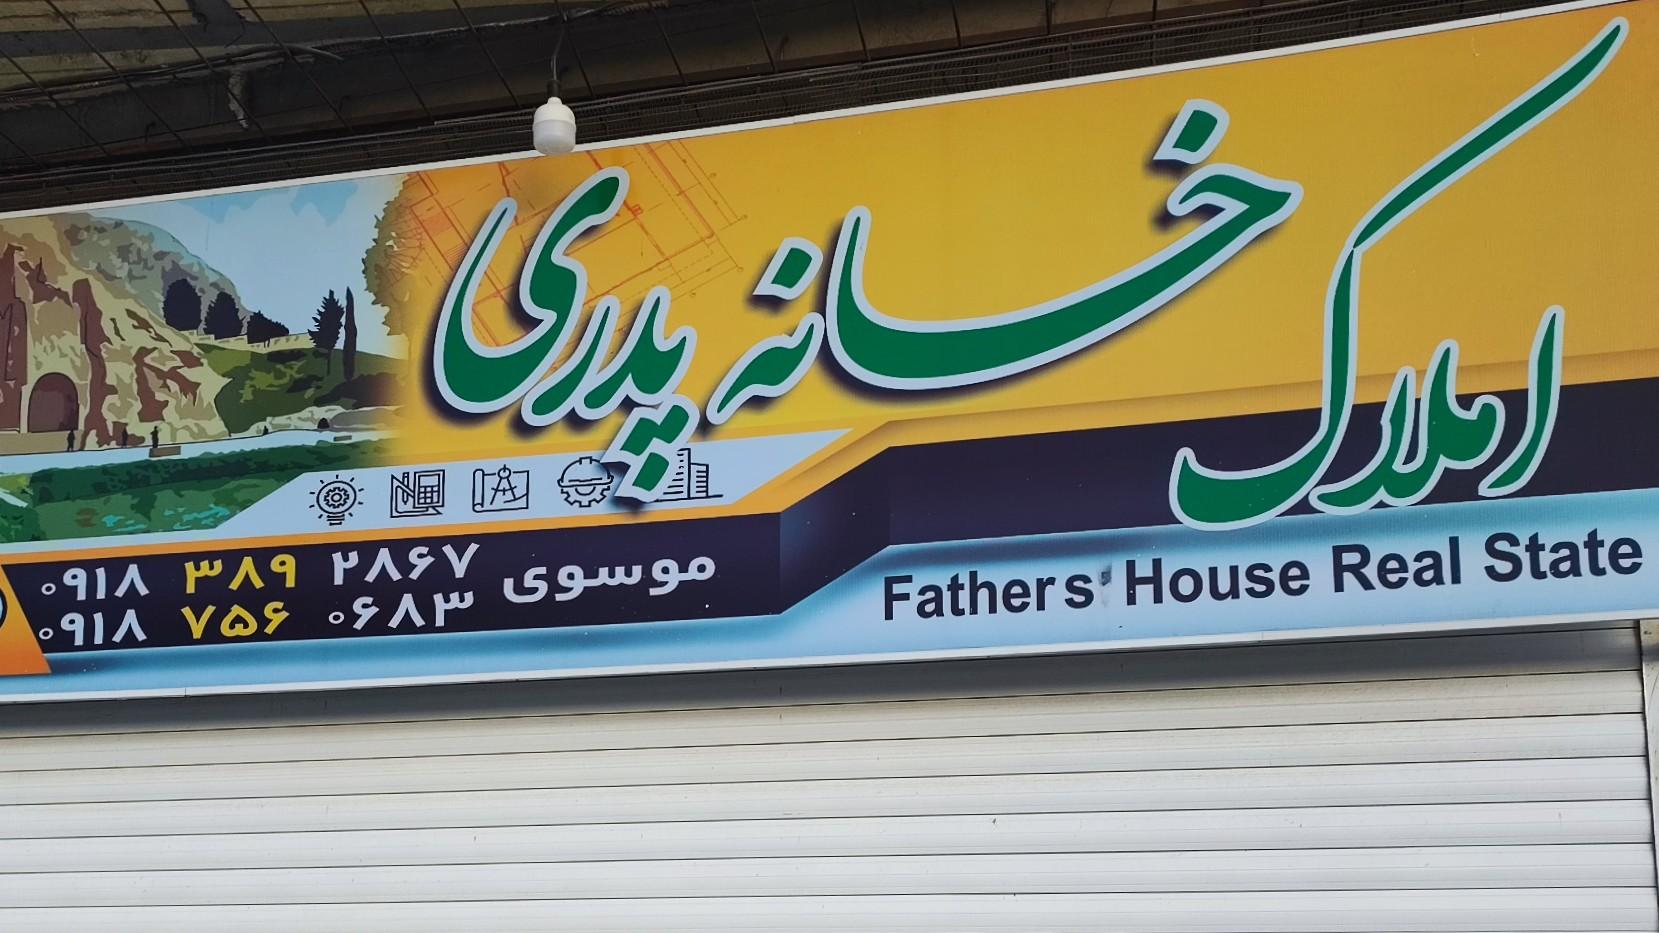 املاک خانه پدری
Fathers' House Real State
موسوی
۰۹۱۸ ۳۸۹ ۲۸۶۷
۰۹۱۸ ۷۵۶ ۰۶۸۳